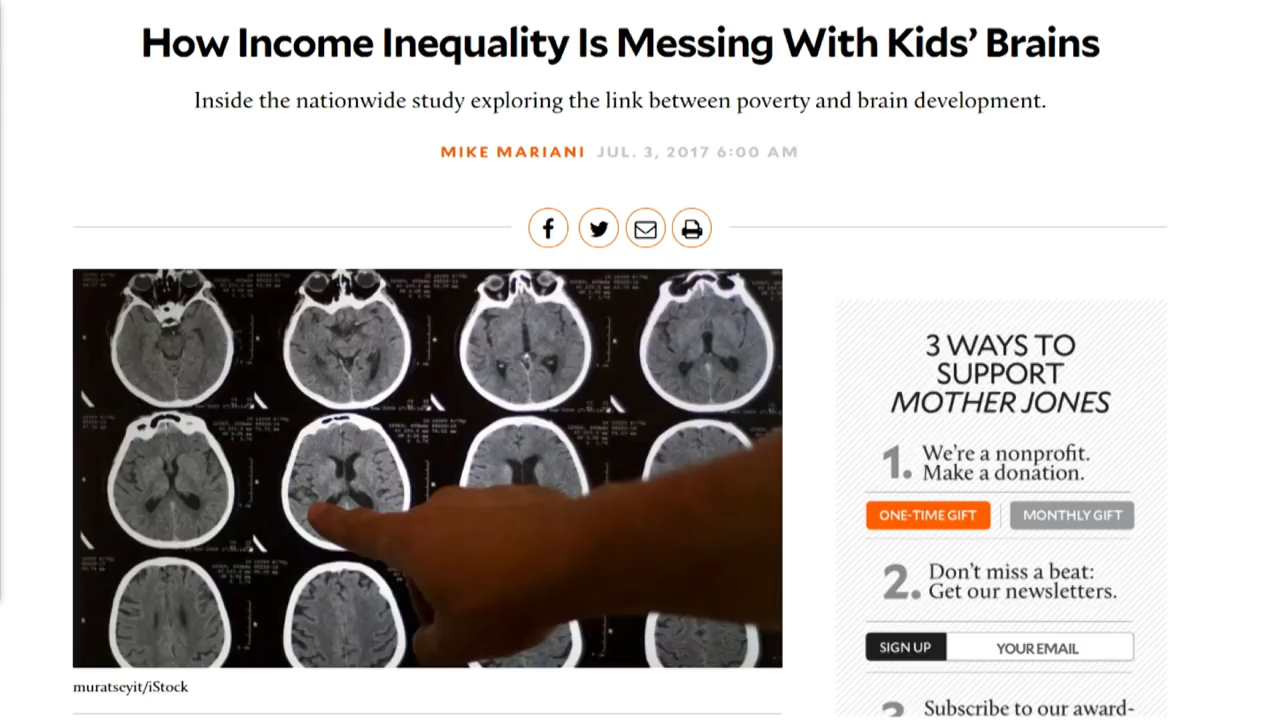 How Income Inequality Is Messing With Kids’ Brains
Inside the nationwide study exploring the link between poverty and brain development.
MIKE MARIANI JUL. 3, 2017 6:00 AM
3 WAYS TO
SUPPORT
MOTHER JONES
1. We’re a nonprofit.
Make a donation.
ONE-TIME GIFT MONTHLY GIFT
2. Don’t miss a beat:
Get our newsletters.
SIGN UP YOUR EMAIL
3 Subscribe to our award-
muratseyit/iStock